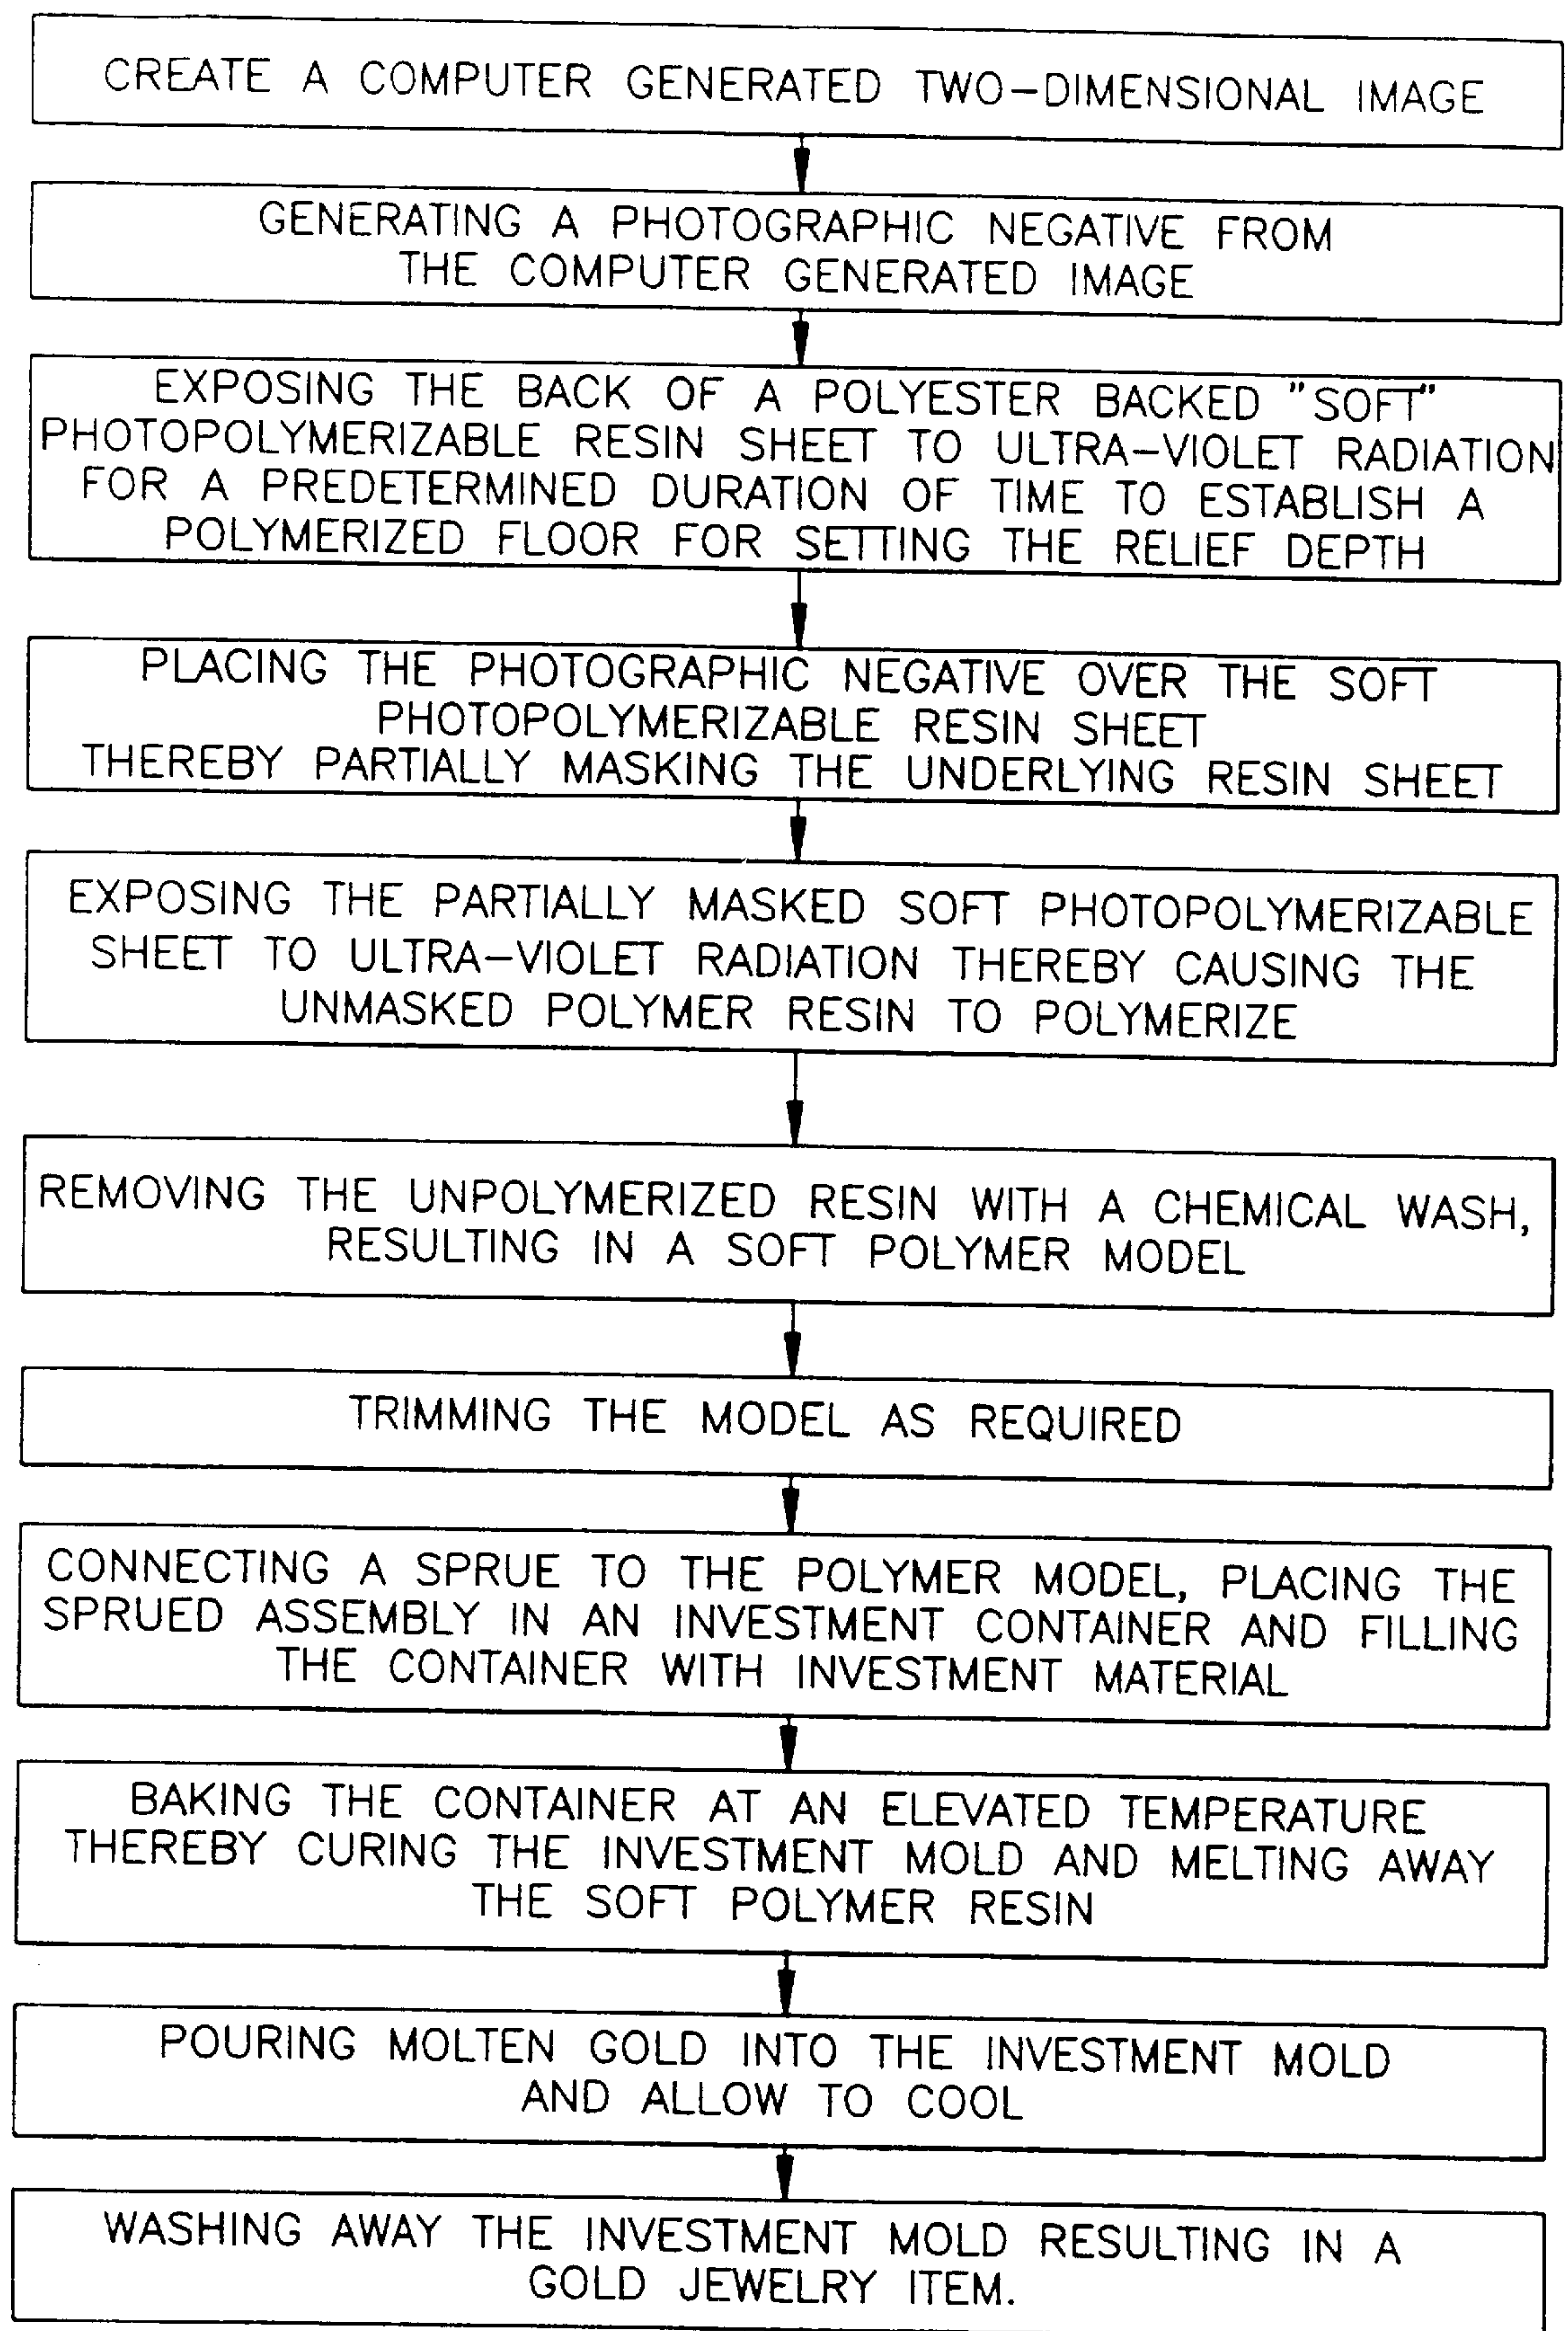 CREATE A COMPUTER GENERATED TWO-DIMENSIONAL IMAGE
GENERATING A PHOTOGRAPHIC NEGATIVE FROM
THE COMPUTER GENERATED IMAGE
EXPOSING THE BACK OF A POLYESTER BACKED "SOFT"
PHOTOPOLYMERIZABLE RESIN SHEET TO ULTRA-VIOLET RADIATION
FOR A PREDETERMINED DURATION OF TIME TO ESTABLISH A
POLYMERIZED FLOOR FOR SETTING THE RELIEF DEPTH
PLACING THE PHOTOGRAPHIC NEGATIVE OVER THE SOFT
PHOTOPOLYMERIZABLE RESIN SHEET
THEREBY PARTIALLY MASKING THE UNDERLYING RESIN SHEET
EXPOSING THE PARTIALLY MASKED SOFT PHOTOPOLYMERIZABLE
SHEET TO ULTRA-VIOLET RADIATION THEREBY CAUSING THE
UNMASKED POLYMER RESIN TO POLYMERIZE
REMOVING THE UNPOLYMERIZED RESIN WITH A CHEMICAL WASH,
RESULTING IN A SOFT POLYMER MODEL
TRIMMING THE MODEL AS REQUIRED
CONNECTING A SPRUE TO THE POLYMER MODEL, PLACING THE
SPRUED ASSEMBLY IN AN INVESTMENT CONTAINER AND FILLING
THE CONTAINER WITH INVESTMENT MATERIAL
BAKING THE CONTAINER AT AN ELEVATED TEMPERATURE
THEREBY CURING THE INVESTMENT MOLD AND MELTING AWAY
THE SOFT POLYMER RESIN
POURING MOLTEN GOLD INTO THE INVESTMENT MOLD
AND ALLOW TO COOL
WASHING AWAY THE INVESTMENT MOLD RESULTING IN A
GOLD JEWELRY ITEM.